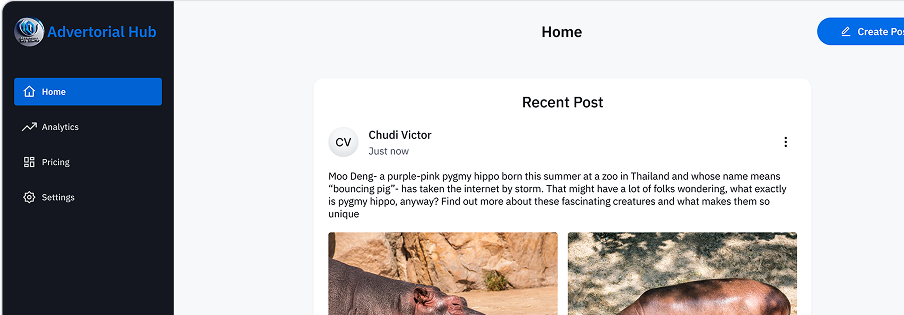 Advertorial Hub
Home
Create Pos
Home
Analytics
Pricing
Settings
Recent Post
CV
Chudi Victor
Just now
Moo Deng- a purple-pink pygmy hippo born this summer at a zoo in Thailand and whose name means
“bouncing pig”- has taken the internet by storm. That might have a lot of folks wondering, what exactly
is pygmy hippo, anyway? Find out more about these fascinating creatures and what makes them so
unique